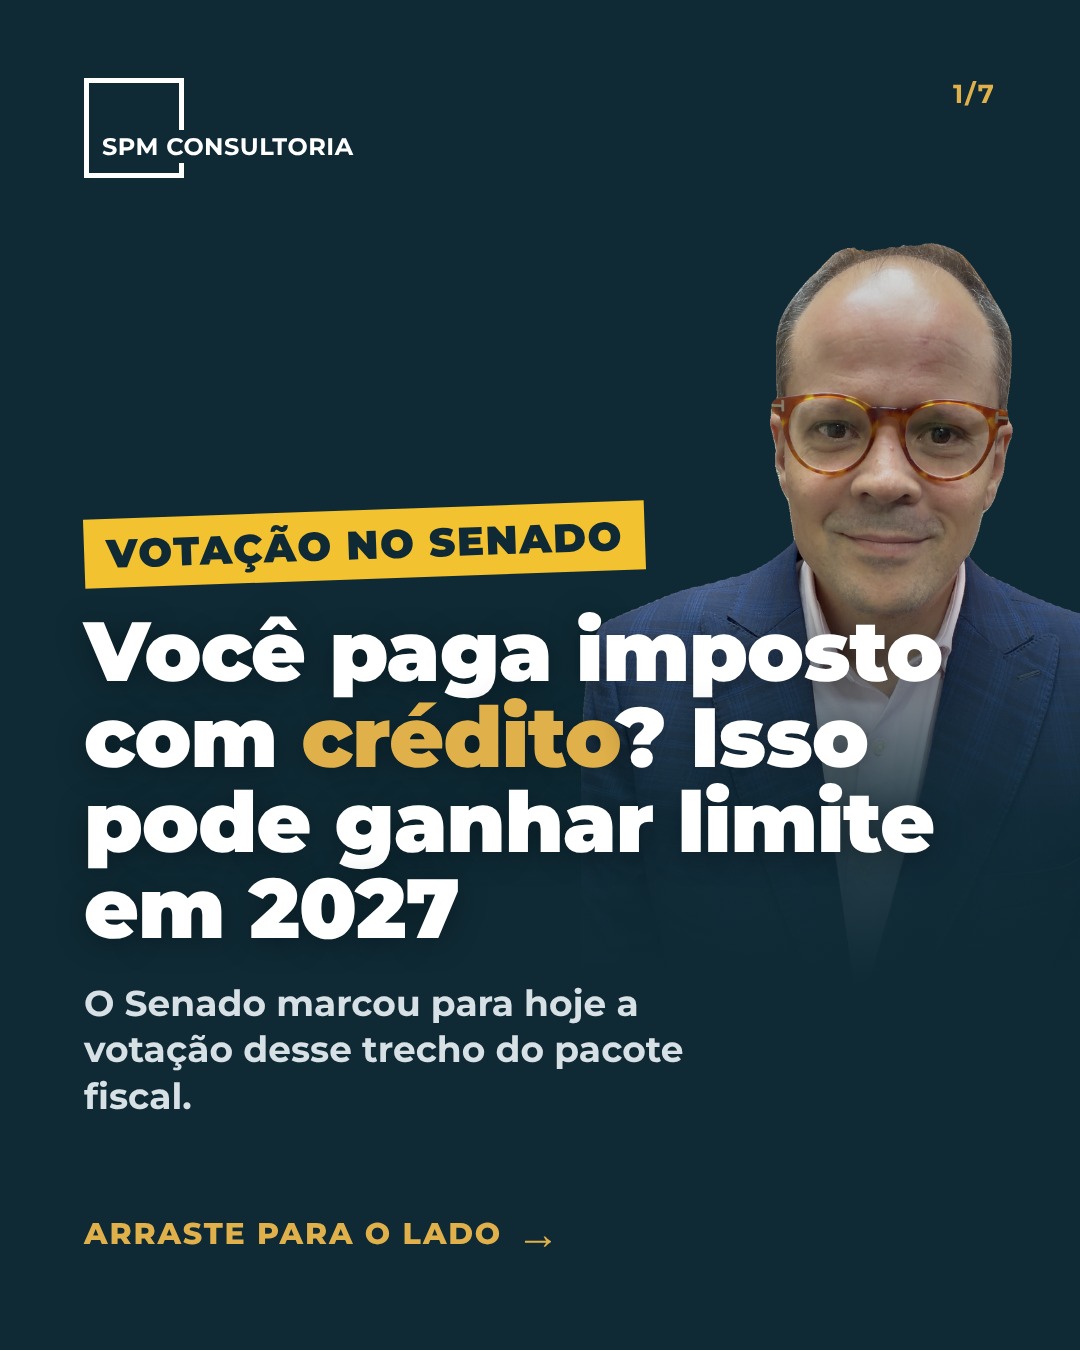 SPM CONSULTORIA
1/7
VOTAÇÃO NO SENADO
Você paga imposto
com crédito? Isso
pode ganhar limite
em 2027
O Senado marcou para hoje a
votação desse trecho do pacote
fiscal.
ARRASTE PARA O LADO →